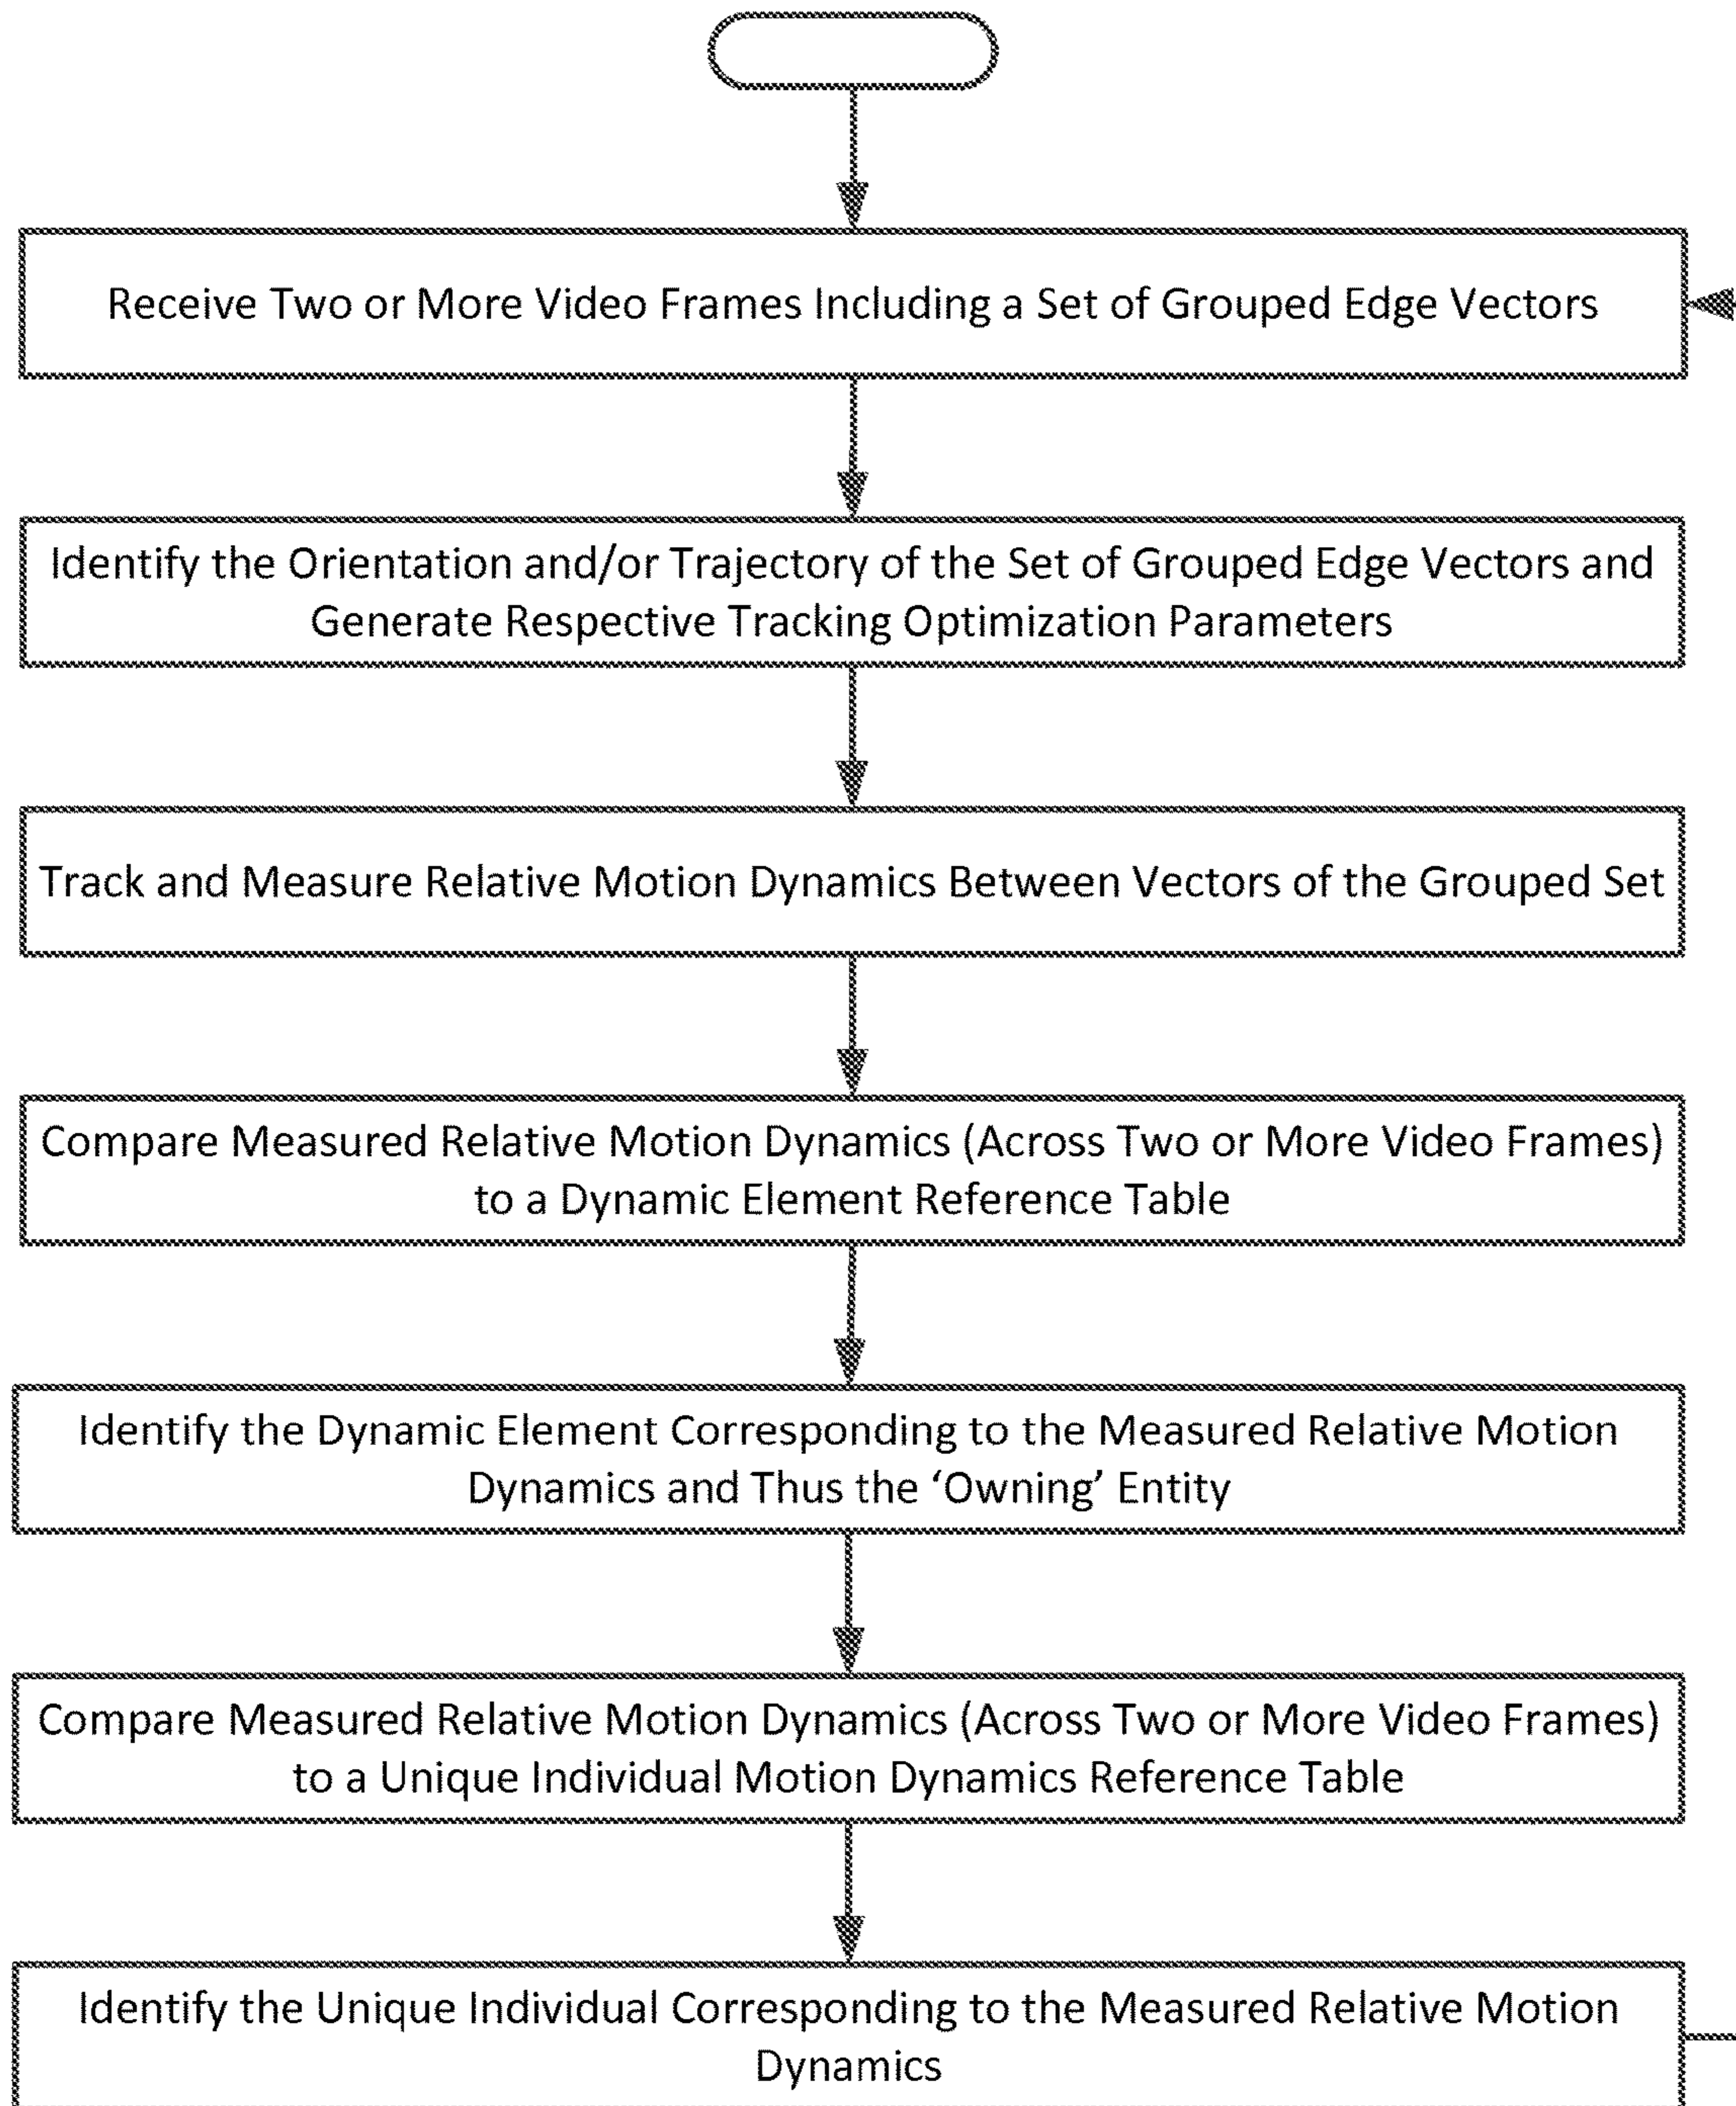 Receive Two or More Video Frames Including a Set of Grouped Edge Vectors
Identify the Orientation and/or Trajectory of the Set of Grouped Edge Vectors and
Generate Respective Tracking Optimization Parameters
Track and Measure Relative Motion Dynamics Between Vectors of the Grouped Set
Compare Measured Relative Motion Dynamics (Across Two or More Video Frames)
to a Dynamic Element Reference Table
Identify the Dynamic Element Corresponding to the Measured Relative Motion
Dynamics and Thus the ‘Owning’ Entity
Compare Measured Relative Motion Dynamics (Across Two or More Video Frames)
to a Unique Individual Motion Dynamics Reference Table
Identify the Unique Individual Corresponding to the Measured Relative Motion
Dynamics